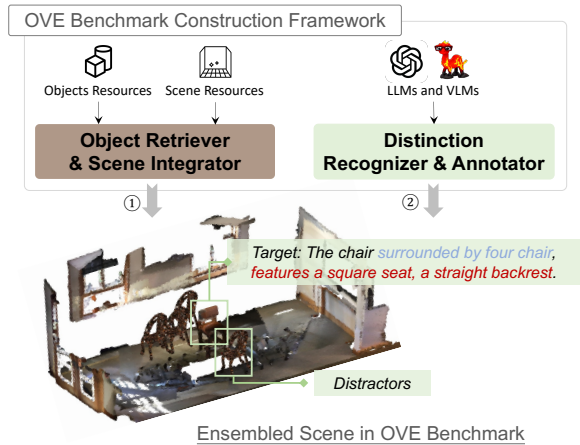 OVE Benchmark Construction Framework
Objects Resources
Scene Resources
LLMs and VLMs
Object Retriever
& Scene Integrator
Distinction
Recognizer & Annotator
①
②
Target: The chair surrounded by four chair,
features a square seat, a straight backrest.
Distractors
Ensembled Scene in OVE Benchmark